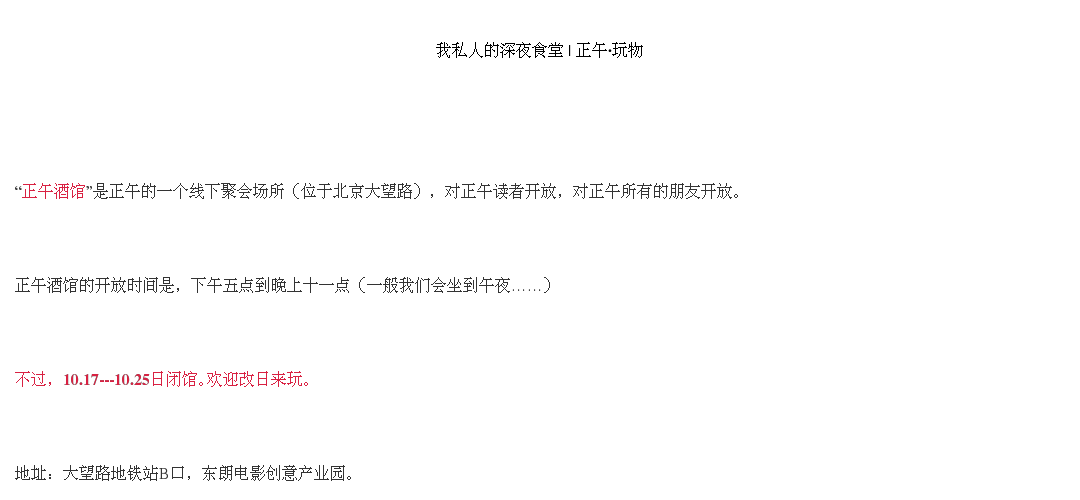 我私人的深夜食堂 | 正午·玩物
“正午酒馆”是正午的一个线下聚会场所（位于北京大望路），对正午读者开放，对正午所有的朋友开放。
正午酒馆的开放时间是，下午五点到晚上十一点（一般我们会坐到午夜……）
不过，10.17---10.25日闭馆。欢迎改日来玩。
地址：大望路地铁站B口，东朗电影创意产业园。